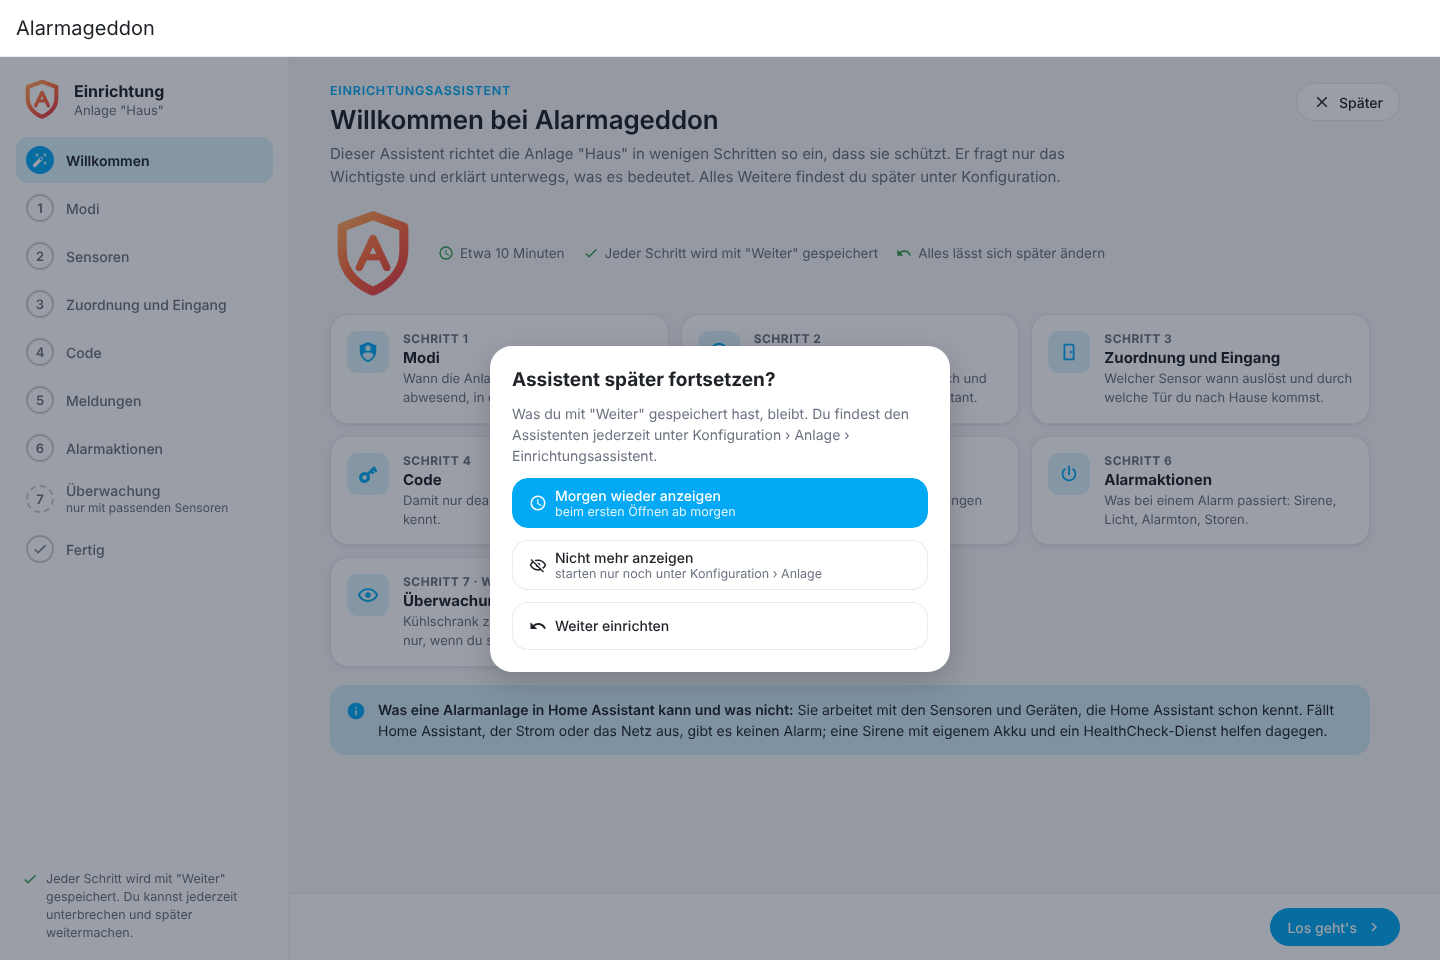 Alarmageddon
Einrichtung
Anlage "Haus"
Willkommen
1 Modi
2 Sensoren
3 Zuordnung und Eingang
4 Code
5 Meldungen
6 Alarmaktionen
7 Überwachung
nur mit passenden Sensoren
Fertig
Jeder Schritt wird mit "Weiter"
gespeichert. Du kannst jederzeit
unterbrechen und später
weitermachen.
EINRICHTUNGSASSISTENT
Willkommen bei Alarmageddon
Später
Dieser Assistent richtet die Anlage "Haus" in wenigen Schritten so ein, dass sie schützt. Er fragt nur das
Wichtigste und erklärt unterwegs, was es bedeutet. Alles Weitere findest du später unter Konfiguration.
Etwa 10 Minuten
Jeder Schritt wird mit "Weiter" gespeichert
Alles lässt sich später ändern
SCHRITT 1
Modi
Wann die Anla
abwesend, in
SCHRITT 2
h und
tant.
SCHRITT 3
Zuordnung und Eingang
Welcher Sensor wann auslöst und durch
welche Tür du nach Hause kommst.
SCHRITT 4
Code
Damit nur dea
kennt.
ngen
SCHRITT 6
Alarmaktionen
Was bei einem Alarm passiert: Sirene,
Licht, Alarmton, Storen.
SCHRITT 7 · W
Überwachu
Kühlschrank z
nur, wenn du s
Assistent später fortsetzen?
Was du mit "Weiter" gespeichert hast, bleibt. Du findest den
Assistenten jederzeit unter Konfiguration › Anlage ›
Einrichtungsassistent.
Morgen wieder anzeigen
beim ersten Öffnen ab morgen
Nicht mehr anzeigen
starten nur noch unter Konfiguration › Anlage
Weiter einrichten
Was eine Alarmanlage in Home Assistant kann und was nicht: Sie arbeitet mit den Sensoren und Geräten, die Home Assistant schon kennt. Fällt
Home Assistant, der Strom oder das Netz aus, gibt es keinen Alarm; eine Sirene mit eigenem Akku und ein HealthCheck-Dienst helfen dagegen.
Los geht's